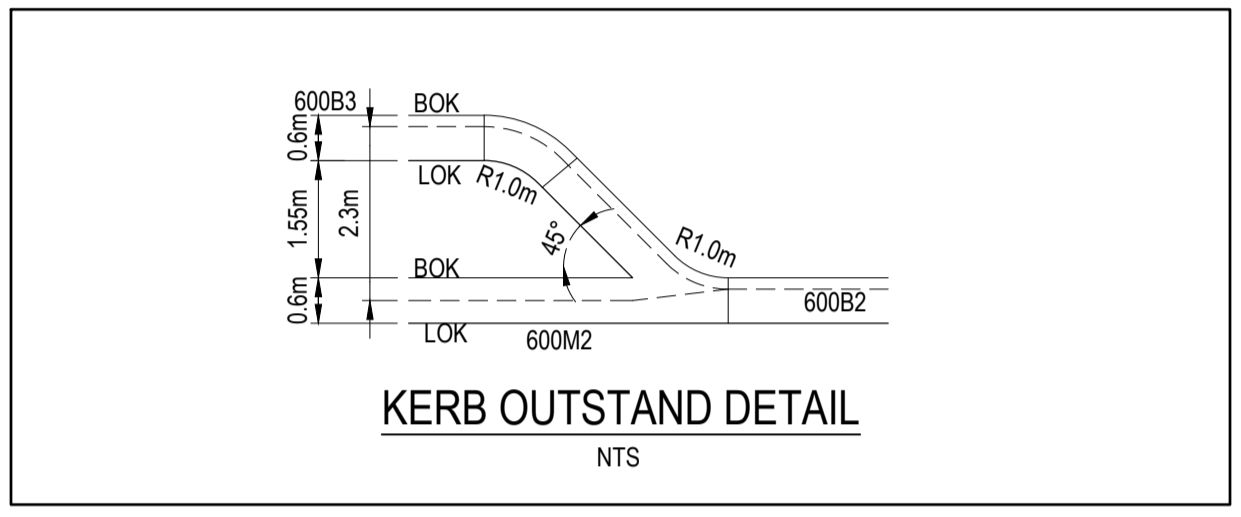 600B3
BOK
0.6m
LOK
R1.0m
1.55m
2.3m
45°
R1.0m
BOK
0.6m
600B2
LOK
600M2
KERB OUTSTAND DETAIL
NTS